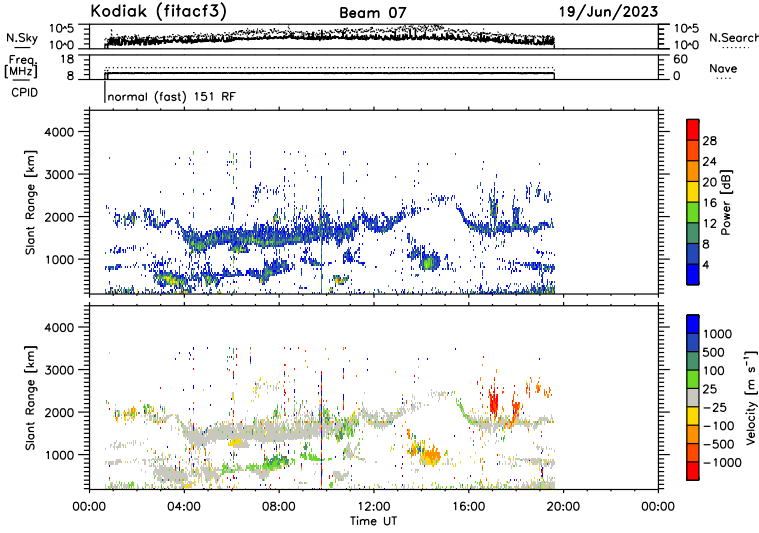 Kodiak (fitacf3) Beam 07 19/Jun/2023
N.Sky 10^5 10^0 10^5 10^0 N.Search
Freq. [MHz] 18 8 60 0 Nave
CPID normal (fast) 151 RF
Slant Range [km] 4000 3000 2000 1000
Power [dB] 28 24 20 16 12 8 4
Slant Range [km] 4000 3000 2000 1000
Velocity [m s^-1] 1000 500 100 25 -25 -100 -500 -1000
00:00 04:00 08:00 12:00 16:00 20:00 00:00
Time UT